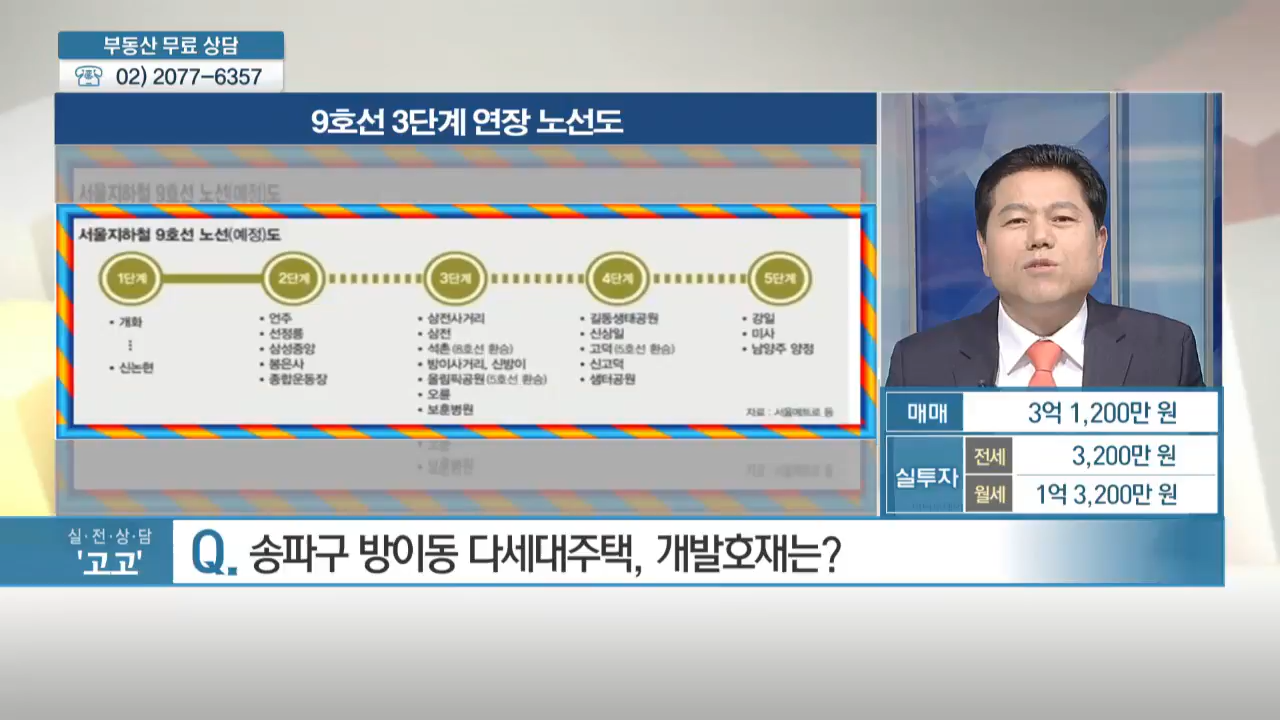 부동산 무료 상담
02) 2077-6357
9호선 3단계 연장 노선도
서울지하철 9호선 노선(예정)도
서울지하철 9호선 노선(예정)도
1단계
• 개화
⋮
• 신논현
2단계
• 언주
• 선정릉
• 삼성중앙
• 봉은사
• 종합운동장
3단계
• 삼전사거리
• 삼전
• 석촌(8호선 환승)
• 방이사거리, 신방이
• 올림픽공원(5호선 환승)
• 오륜
• 보훈병원
4단계
• 길동생태공원
• 신상일
• 고덕(5호선 환승)
• 신고덕
• 샘터공원
5단계
• 강일
• 미사
• 남양주 양정
자료 : 서울메트로 등
• 보훈병원
매매 3억 1,200만 원
실투자
전세 3,200만 원
월세 1억 3,200만 원
실·전·상·담
'고고'
Q. 송파구 방이동 다세대주택, 개발호재는?